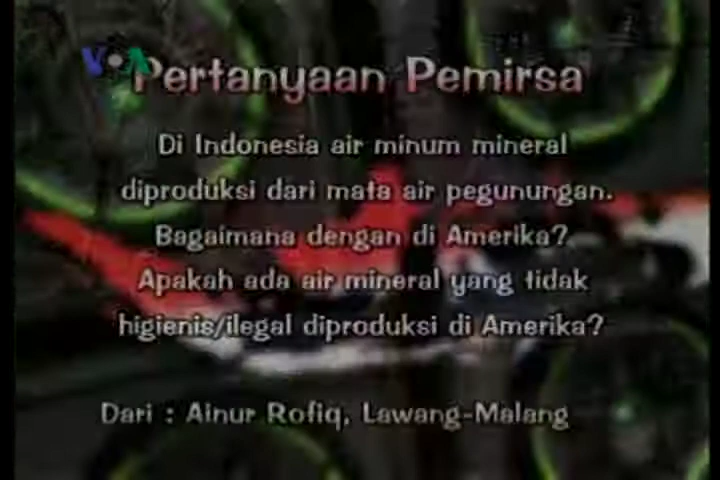 VOA
Pertanyaan Pemirsa
Di Indonesia air minum mineral
diproduksi dari mata air pegunungan.
Bagaimana dengan di Amerika?
Apakah ada air mineral yang tidak
higienis/ilegal diproduksi di Amerika?
Dari : Ainur Rofiq, Lawang-Malang